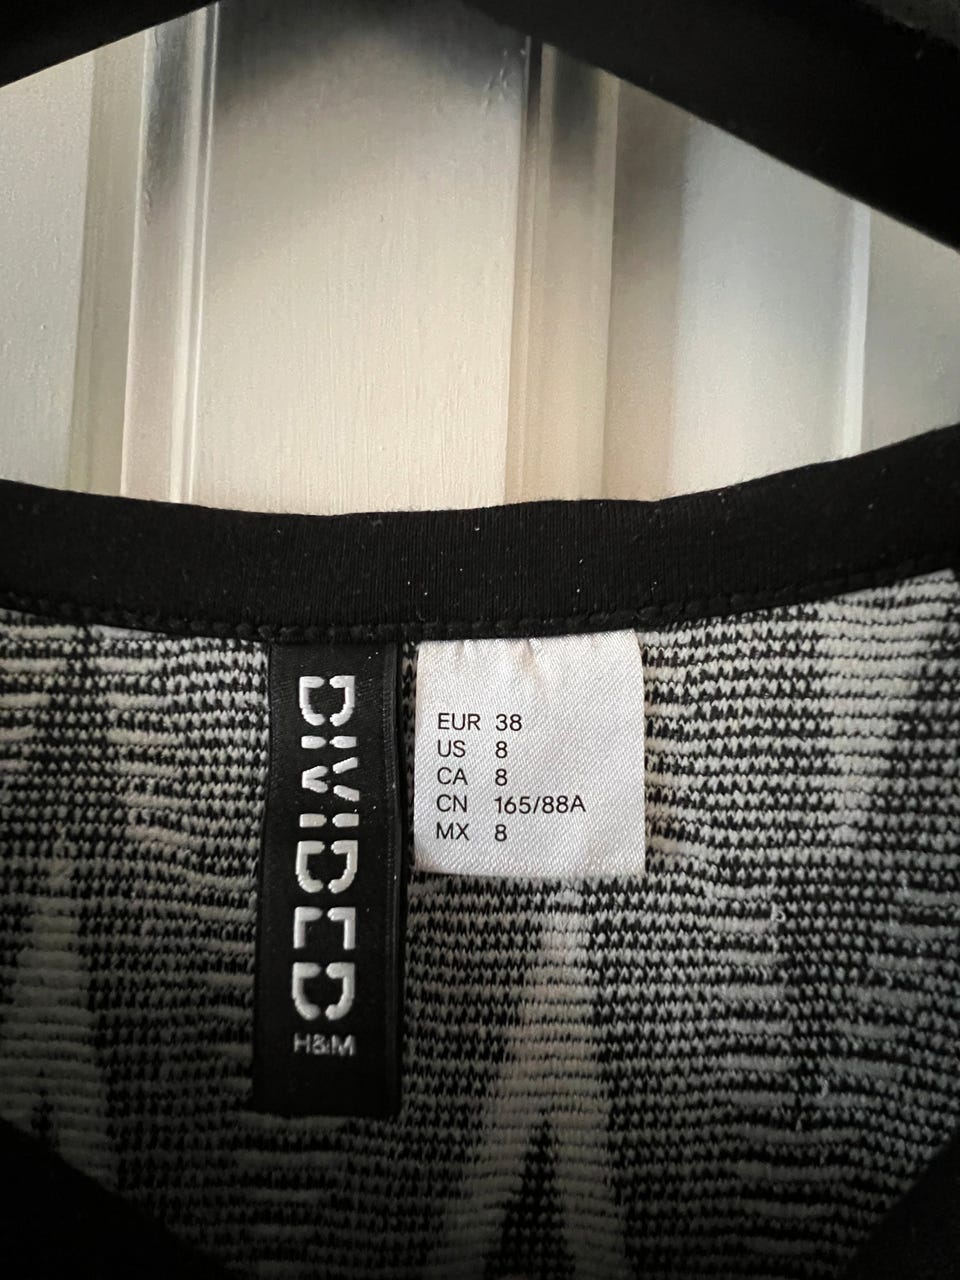 DIVIDED
H&M
EUR 38
US 8
CA 8
CN 165/88A
MX 8